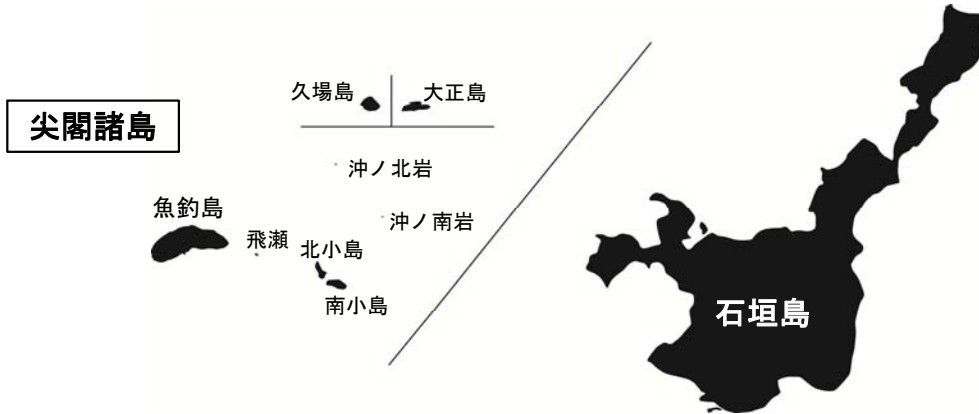 尖閣諸島
久場島
大正島
沖ノ北岩
沖ノ南岩
魚釣島
飛瀬
北小島
南小島
石垣島